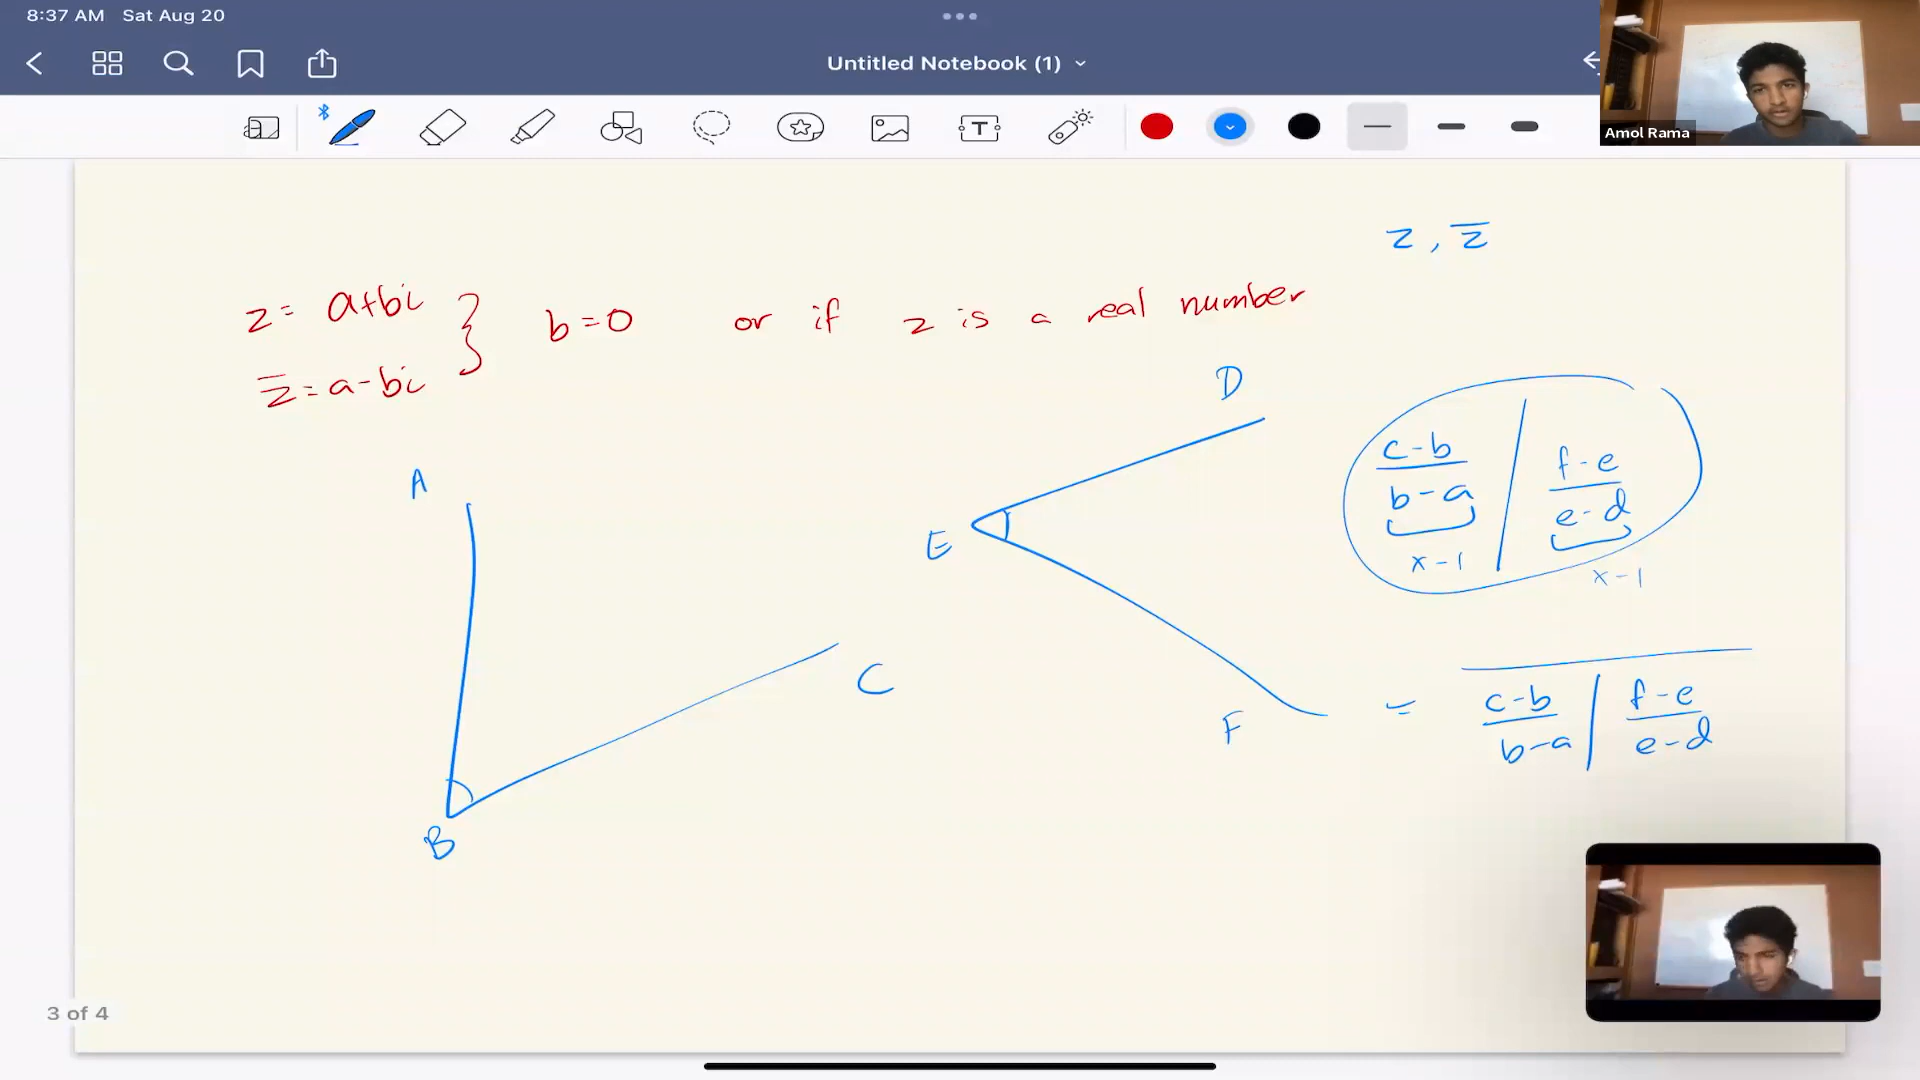 8:37 AM Sat Aug 20
Untitled Notebook (1)
T
Amol Rama
z, z̅
z = a+bi
z̅ = a-bi
} b=0 or if z is a real number
D
A
E
C
F
B
c-b
b-a
x-1
/
f-e
e-d
x-1
=
c-b
b-a
/
f-e
e-d
3 of 4